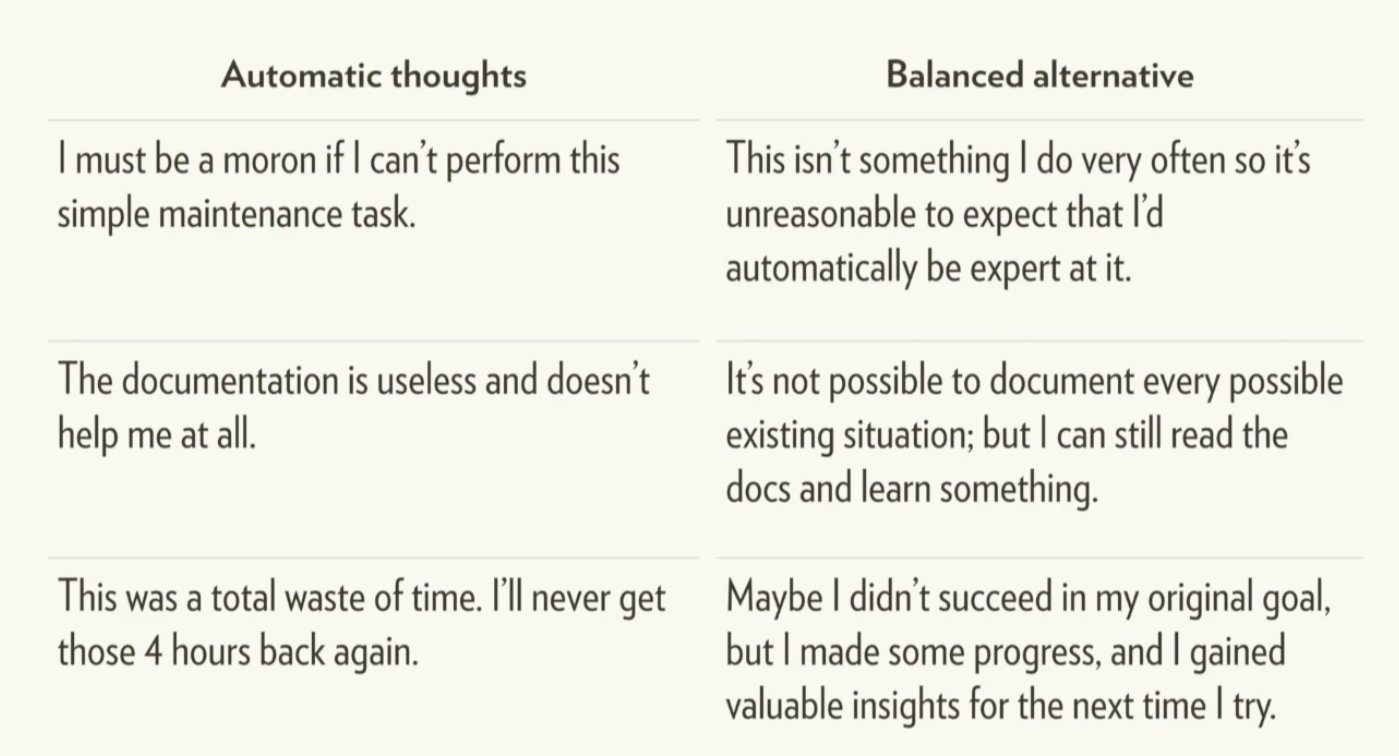 Automatic thoughts
Balanced alternative
I must be a moron if I can’t perform this
simple maintenance task.
This isn’t something I do very often so it’s
unreasonable to expect that I’d
automatically be expert at it.
The documentation is useless and doesn’t
help me at all.
It’s not possible to document every possible
existing situation; but I can still read the
docs and learn something.
This was a total waste of time. I’ll never get
those 4 hours back again.
Maybe I didn’t succeed in my original goal,
but I made some progress, and I gained
valuable insights for the next time I try.